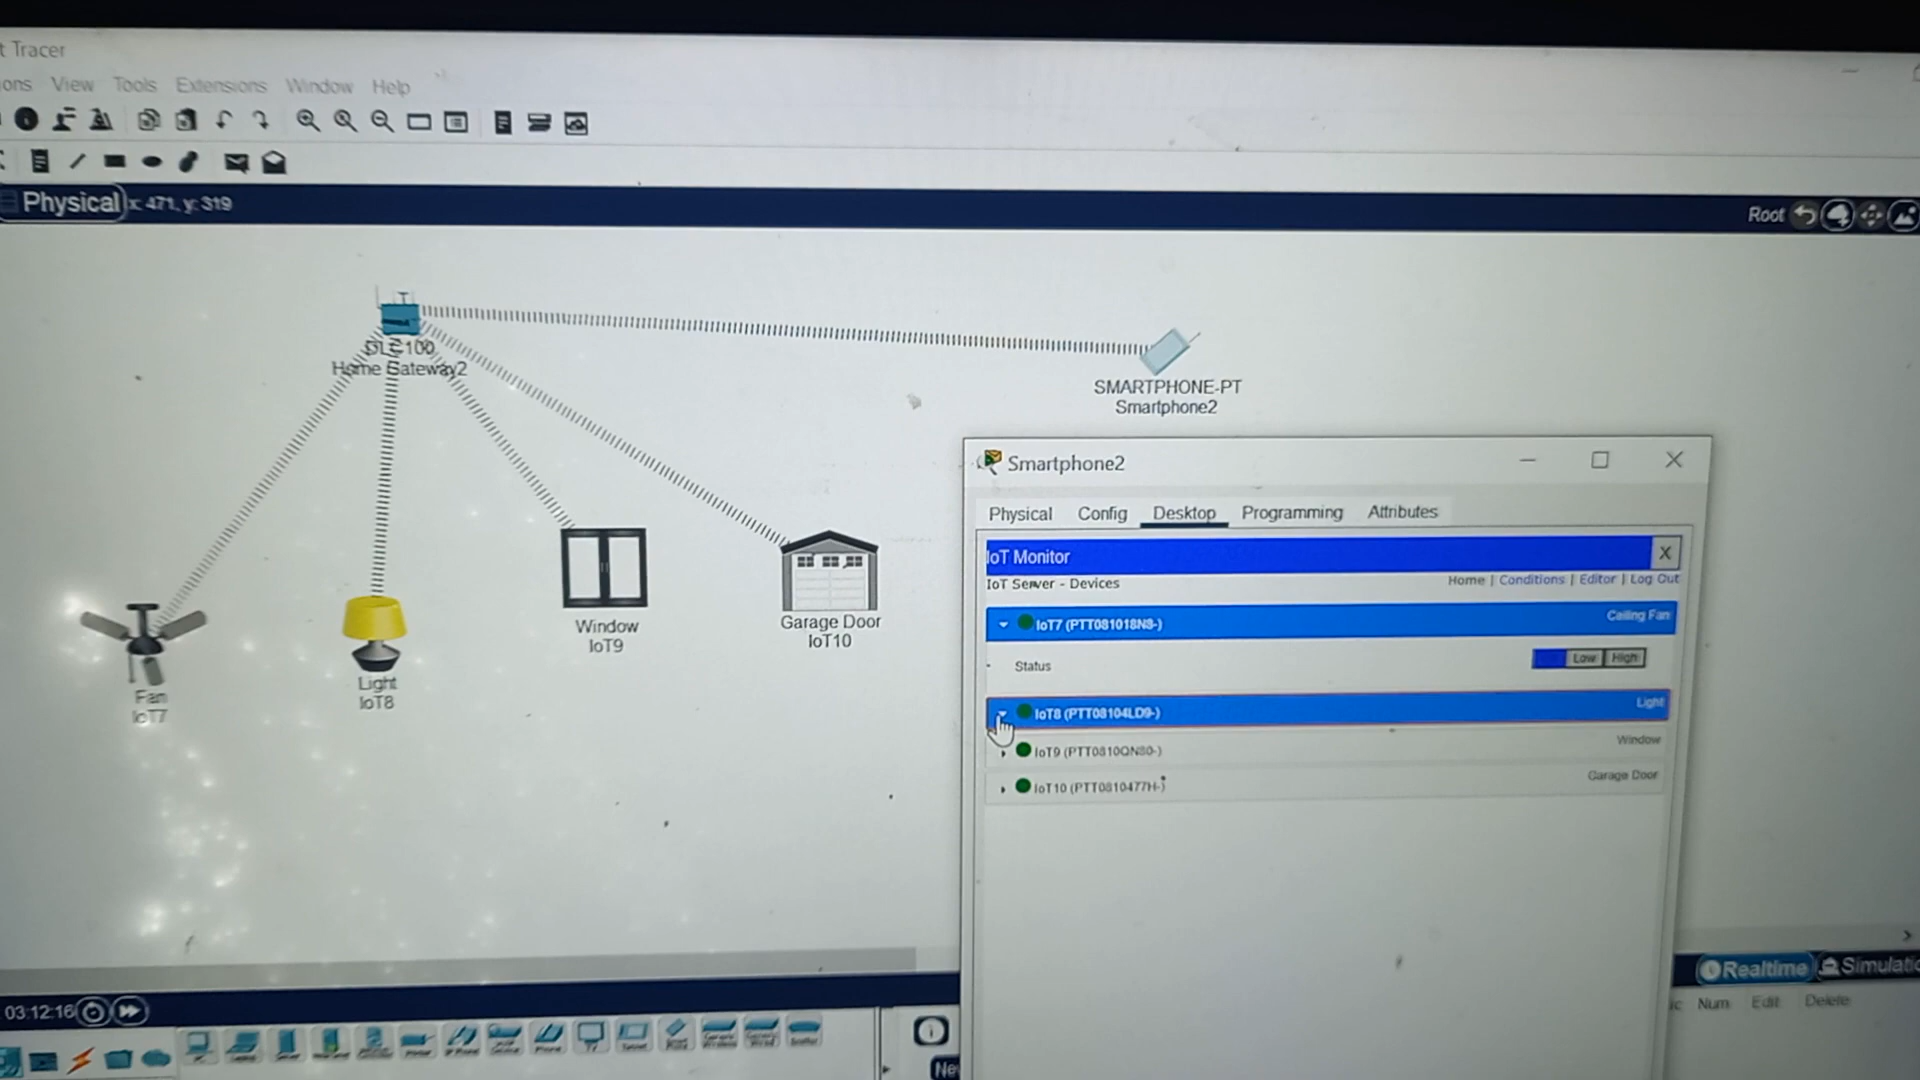 t Tracer
ons View Tools Extensions Window Help
Physical x: 471, y: 319
Root
DLC100
Home Gateway2
SMARTPHONE-PT
Smartphone2
Fan
IoT7
Light
IoT8
Window
IoT9
Garage Door
IoT10
Smartphone2
Physical Config Desktop Programming Attributes
IoT Monitor X
IoT Server - Devices Home | Conditions | Editor | Log Out
IoT7 (PTT081018N8-) Ceiling Fan
Status Low High
IoT8 (PTT08104LD9-) Light
IoT9 (PTT0810QN80-) Window
IoT10 (PTT0810477H-) Garage Door
Realtime Simulatio
03:12:16
Num Edit Delete
Ne